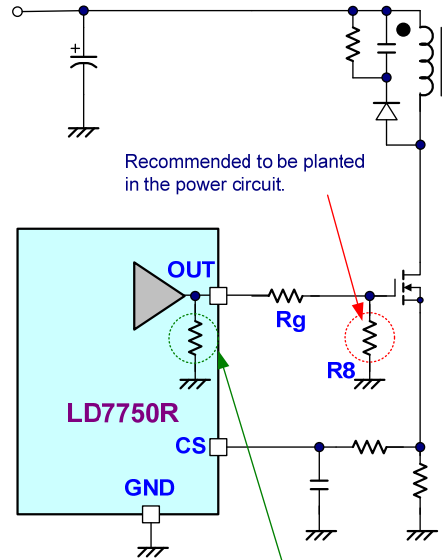 +
Recommended to be planted
in the power circuit.
OUT
Rg
R8
LD7750R
CS
GND